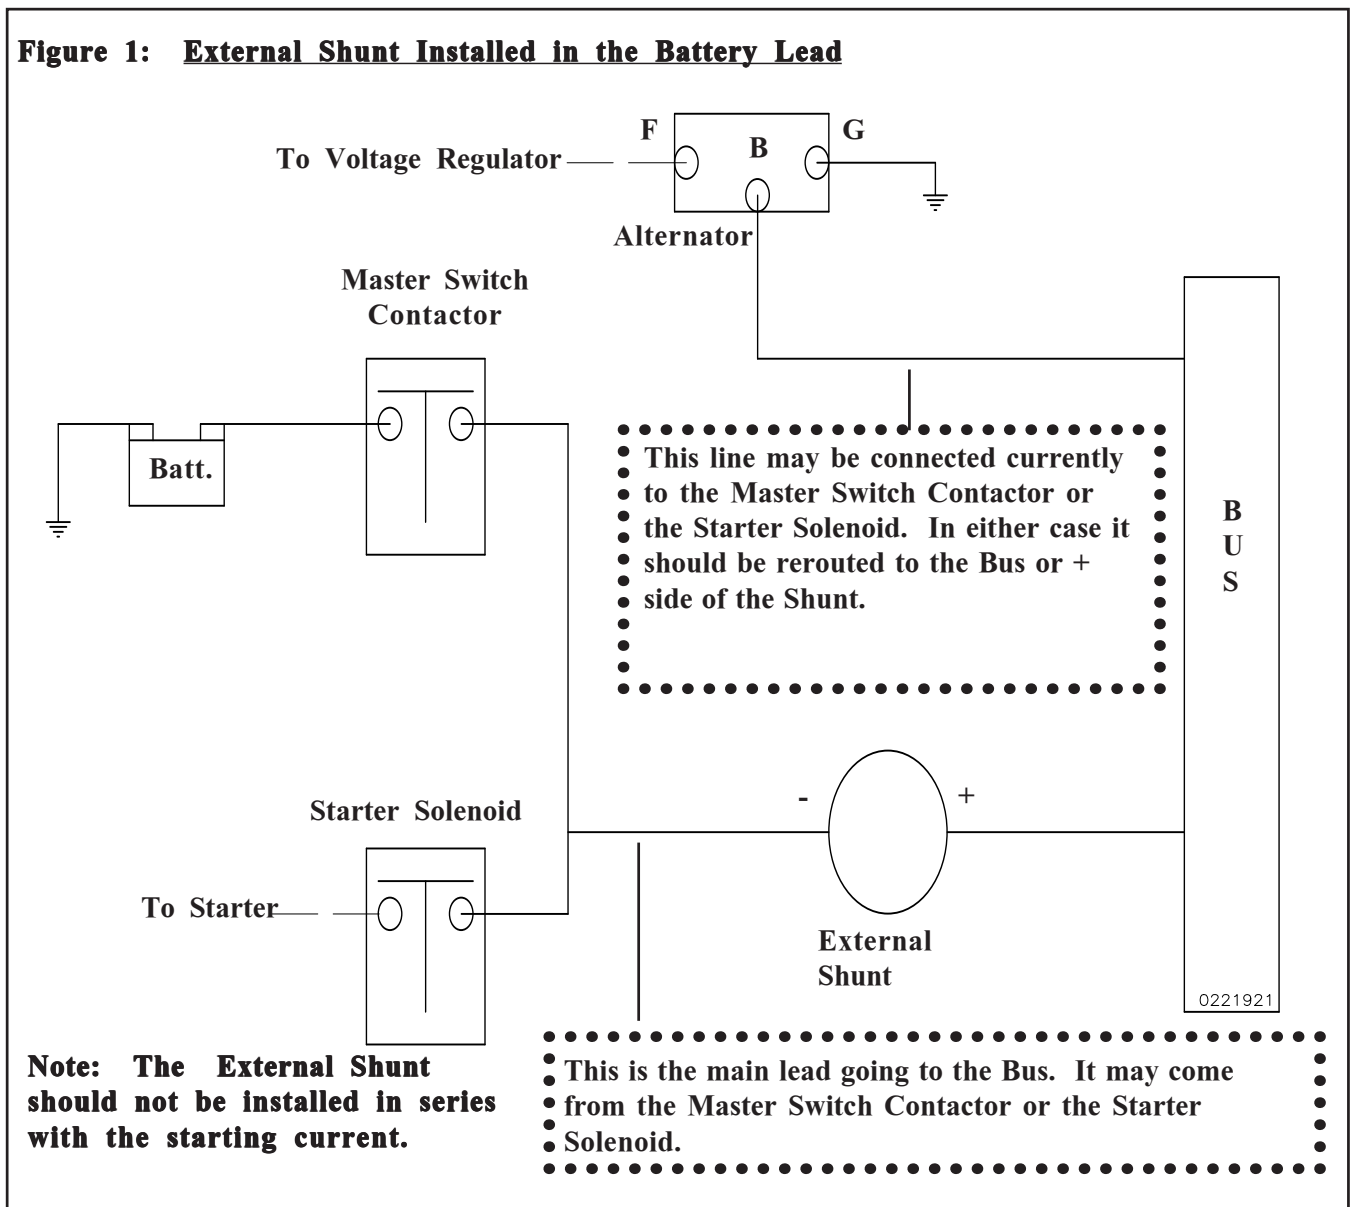 Figure 1: External Shunt Installed in the Battery Lead
F
B
G
To Voltage Regulator
Alternator
Master Switch
Contactor
Batt.
This line may be connected currently
to the Master Switch Contactor or
the Starter Solenoid. In either case it
should be rerouted to the Bus or +
side of the Shunt.
B
U
S
-
+
Starter Solenoid
To Starter
External
Shunt
0221921
Note: The External Shunt
should not be installed in series
with the starting current.
This is the main lead going to the Bus. It may come
from the Master Switch Contactor or the Starter
Solenoid.